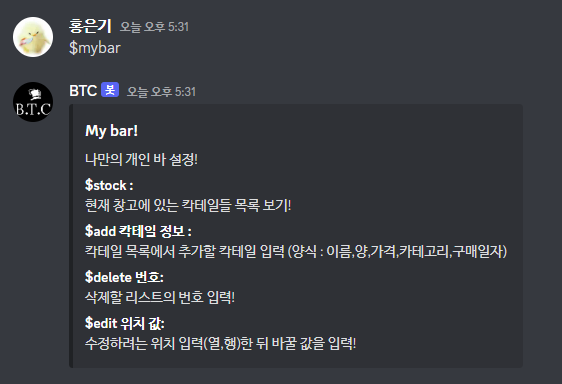 홍은기 오늘 오후 5:31
$mybar
B.T.C
BTC 봇 오늘 오후 5:31
My bar!
나만의 개인 바 설정!
$stock :
현재 창고에 있는 칵테일들 목록 보기!
$add 칵테일 정보 :
칵테일 목록에서 추가할 칵테일 입력 (양식 : 이름,양,가격,카테고리,구매일자)
$delete 번호:
삭제할 리스트의 번호 입력!
$edit 위치 값:
수정하려는 위치 입력(열,행)한 뒤 바꿀 값을 입력!